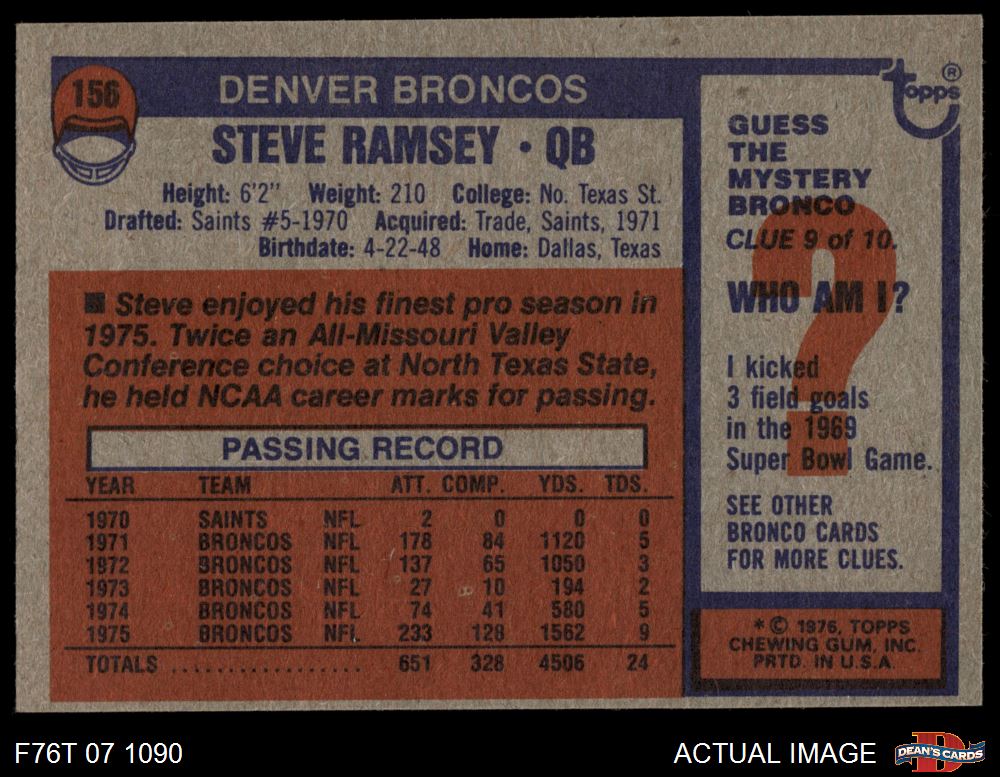 156
DENVER BRONCOS
STEVE RAMSEY • QB
Height: 6'2" Weight: 210 College: No. Texas St.
Drafted: Saints #5-1970 Acquired: Trade, Saints, 1971
Birthdate: 4-22-48 Home: Dallas, Texas
■ Steve enjoyed his finest pro season in
1975. Twice an All-Missouri Valley
Conference choice at North Texas State,
he held NCAA career marks for passing.
PASSING RECORD
YEAR TEAM ATT. COMP. YDS. TDS.
1970 SAINTS NFL 2 0 0 0
1971 BRONCOS NFL 178 84 1120 5
1972 BRONCOS NFL 137 65 1050 3
1973 BRONCOS NFL 27 10 194 2
1974 BRONCOS NFL 74 41 580 5
1975 BRONCOS NFL 233 128 1562 9
TOTALS .................. 651 328 4506 24
topps ®
GUESS
THE
MYSTERY
BRONCO
CLUE 9 of 10.
WHO AM I?
?
I kicked
3 field goals
in the 1969
Super Bowl Game.
SEE OTHER
BRONCO CARDS
FOR MORE CLUES.
* © 1976, TOPPS
CHEWING GUM, INC.
PRTD. IN U.S.A.
F76T 07 1090
ACTUAL IMAGE
D
DEAN'S CARDS